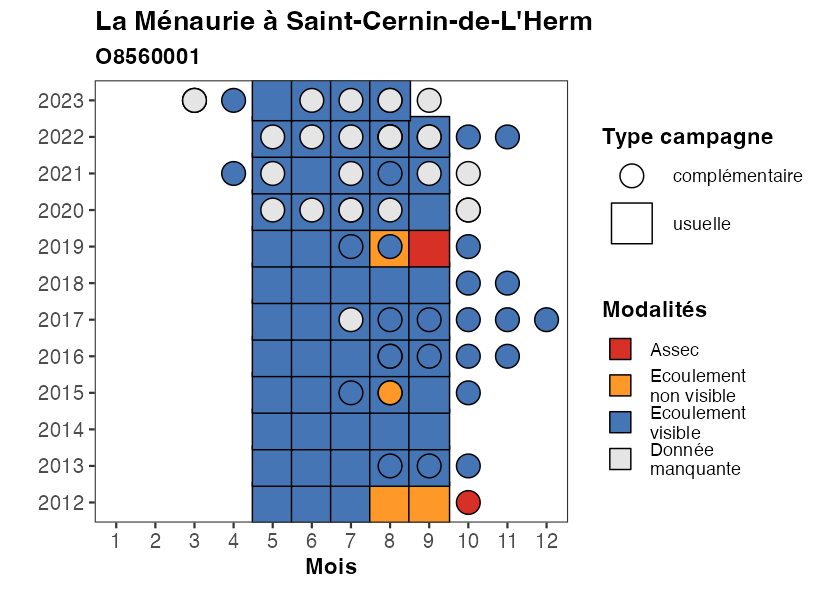 La Ménaurie à Saint-Cernin-de-L'Herm
O8560001
2023
2022
2021
2020
2019
2018
2017
2016
2015
2014
2013
2012
1 2 3 4 5 6 7 8 9 10 11 12
Mois
Type campagne
complémentaire
usuelle
Modalités
Assec
Ecoulement
non visible
Ecoulement
visible
Donnée
manquante